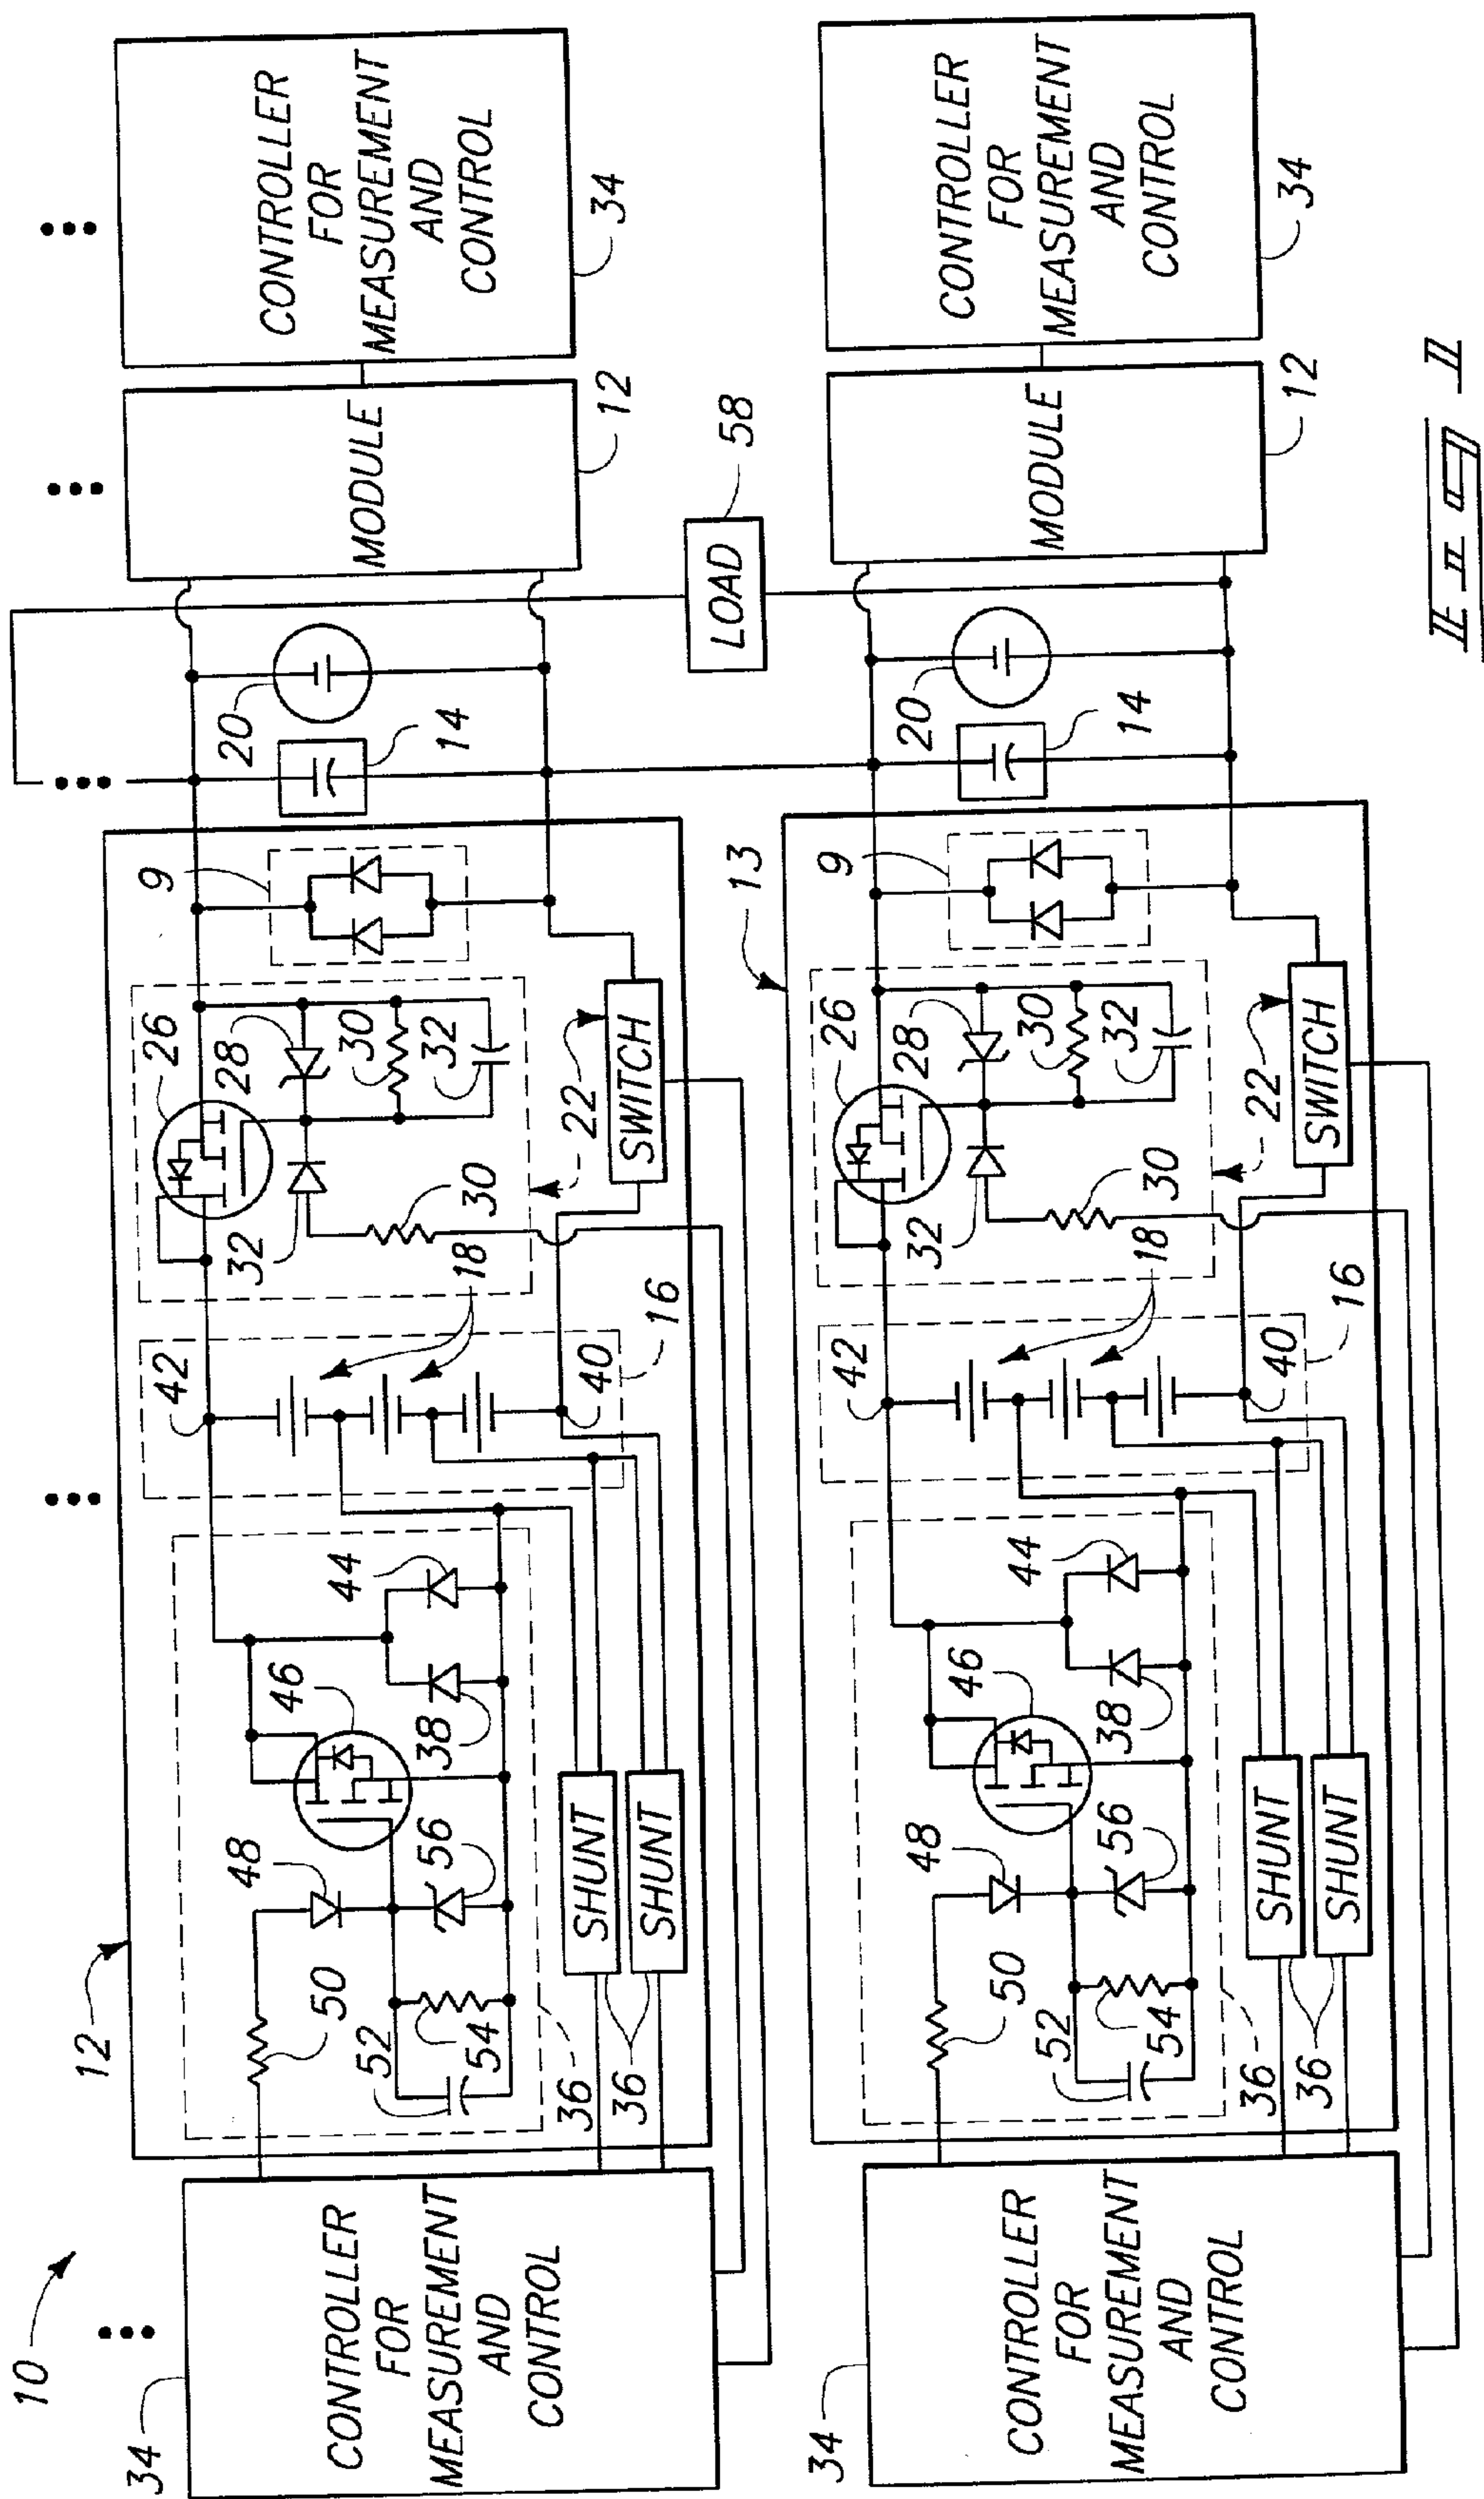 10
34
CONTROLLER
FOR
MEASUREMENT
AND
CONTROL
12
50
48
46
44
52
54
56
38
36
36
SHUNT
SHUNT
42
18
40
16
26
28
30
32
32
30
22
SWITCH
9
20
14
MODULE
12
CONTROLLER
FOR
MEASUREMENT
AND
CONTROL
34
LOAD
58
34
CONTROLLER
FOR
MEASUREMENT
AND
CONTROL
13
50
48
46
44
52
54
56
38
36
36
SHUNT
SHUNT
42
18
40
16
26
28
30
32
32
30
22
SWITCH
9
20
14
MODULE
12
CONTROLLER
FOR
MEASUREMENT
AND
CONTROL
34